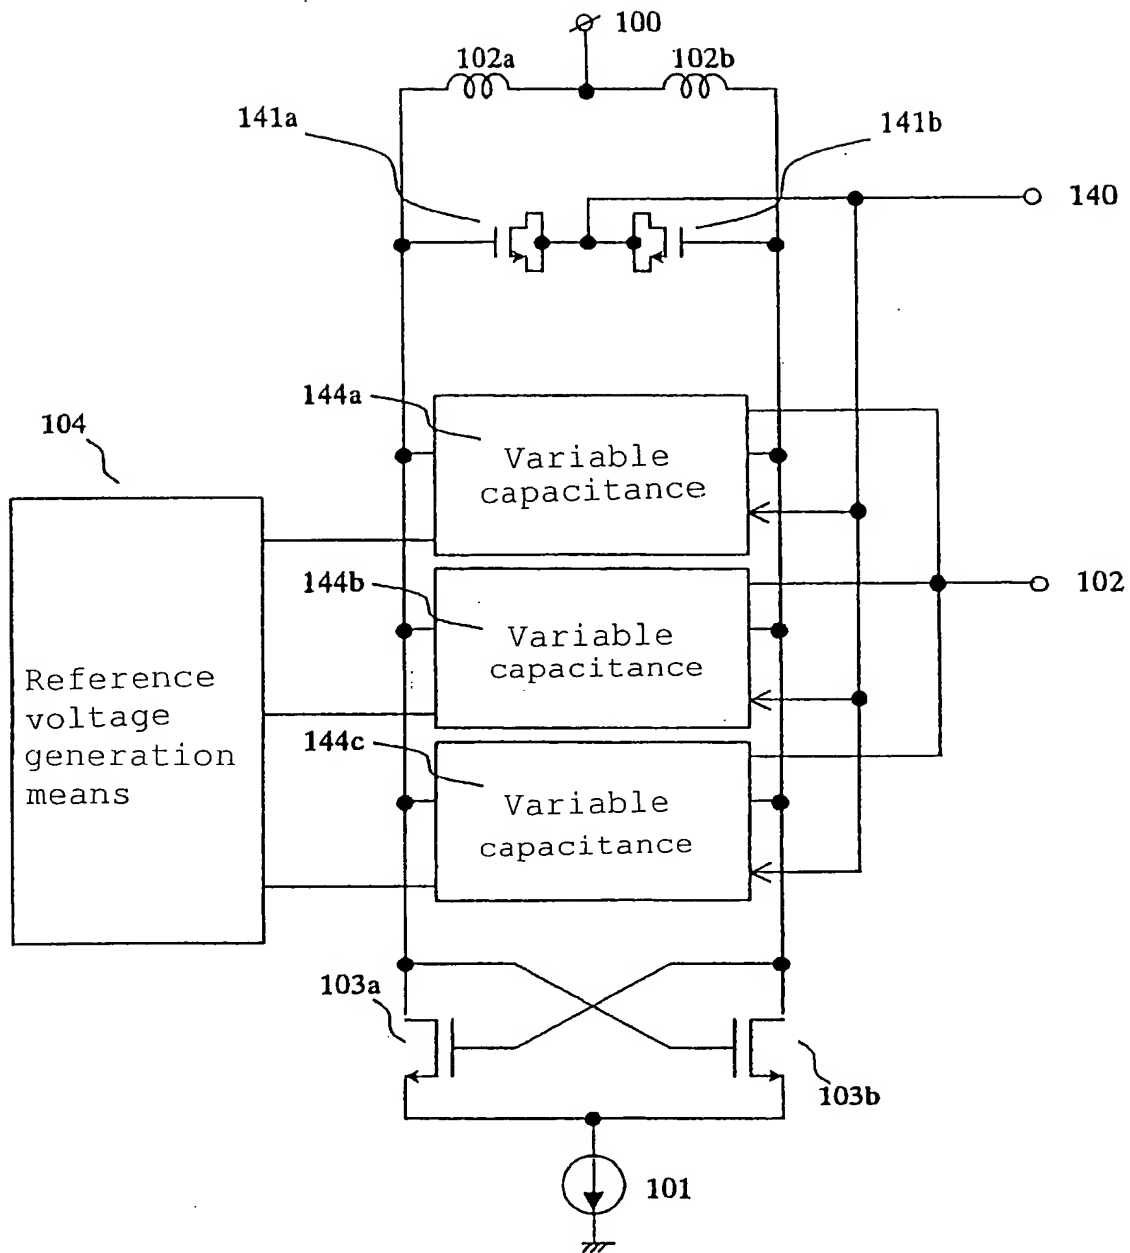 100
102a
102b
141a
141b
140
144a
Variable
capacitance
104
144b
Variable
capacitance
102
Reference
voltage
generation
means
144c
Variable
capacitance
103a
103b
101